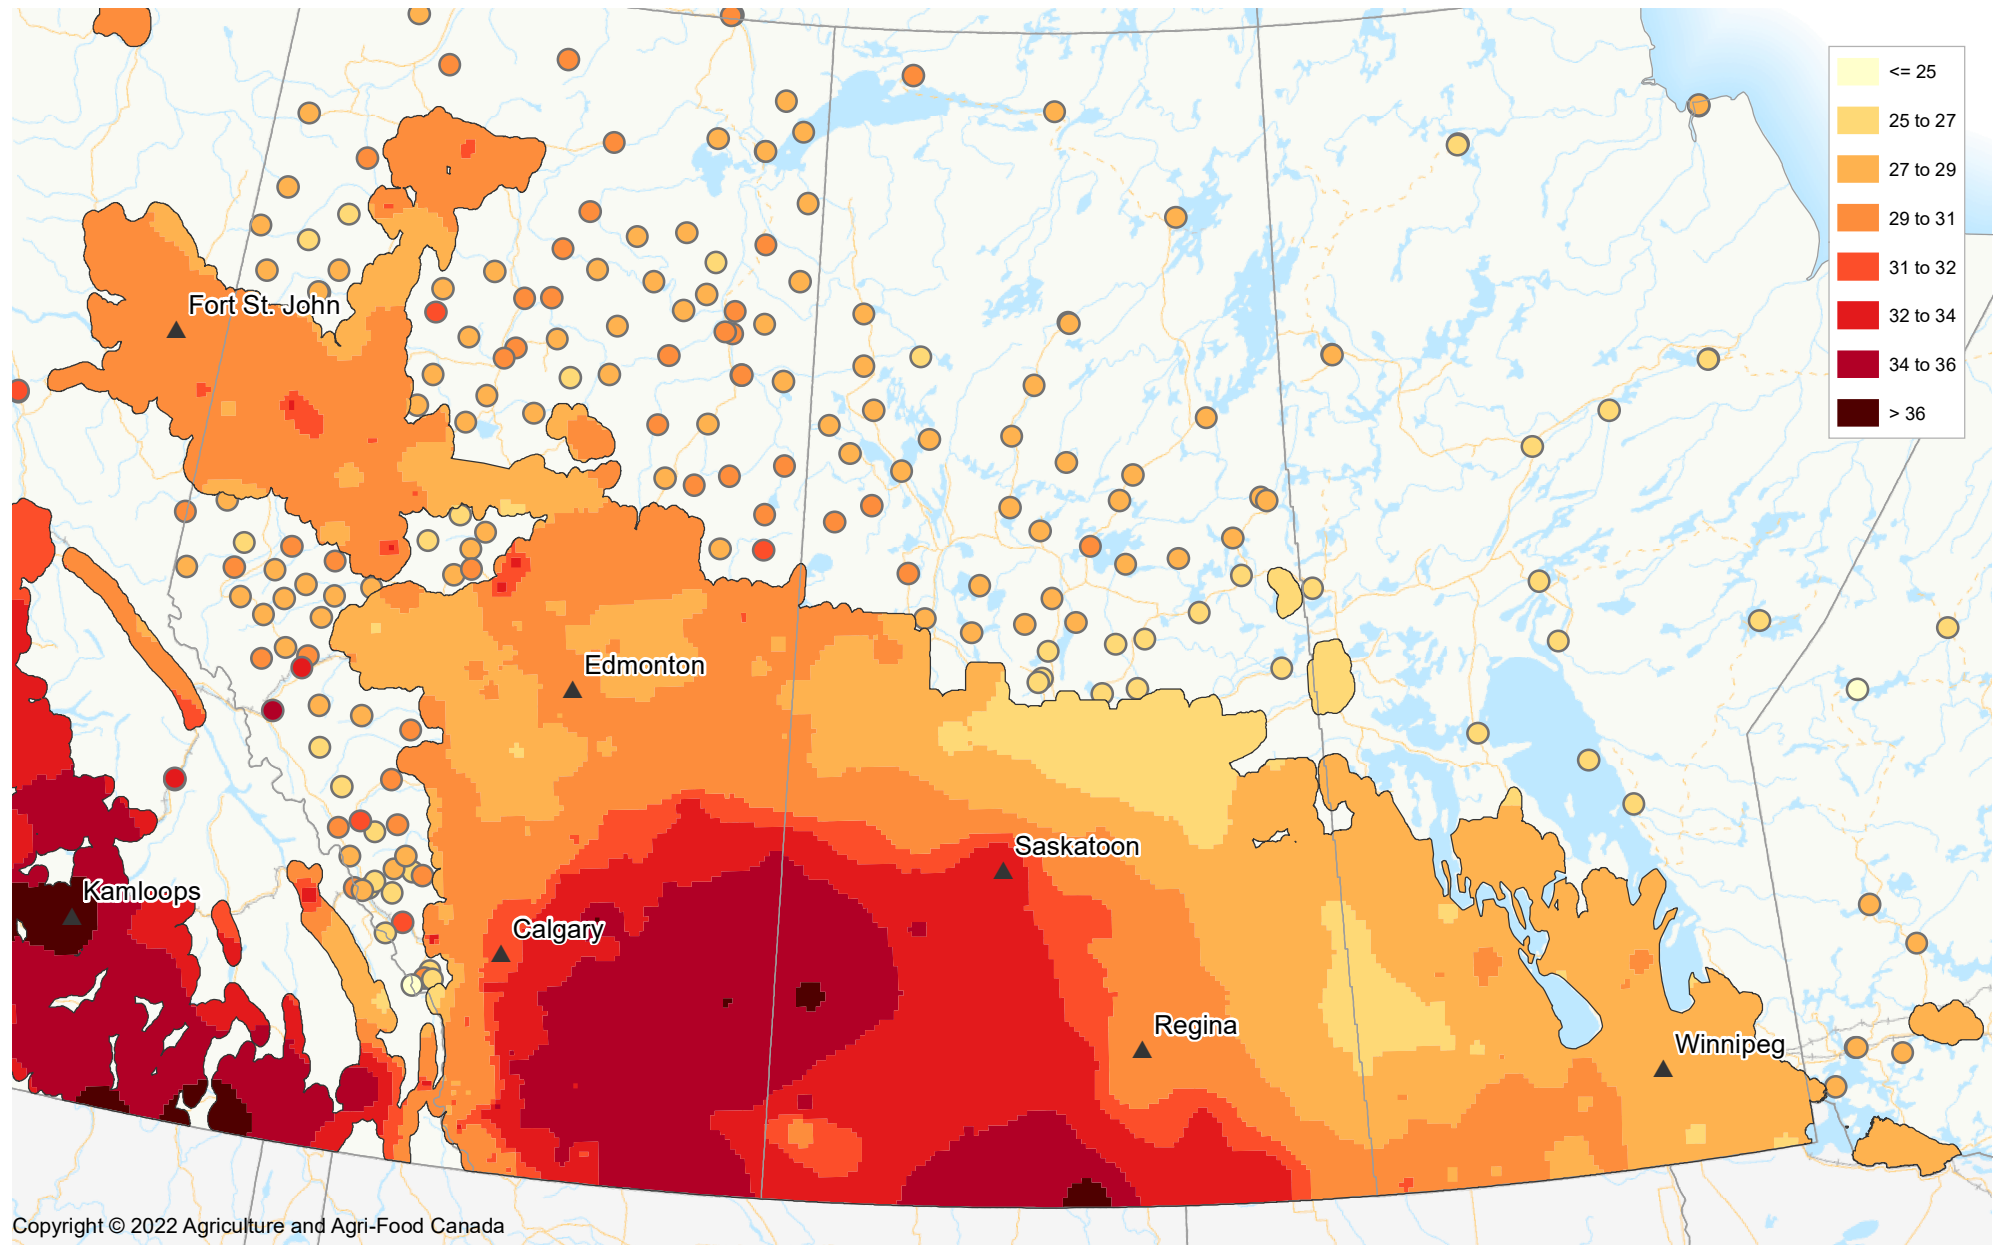 <= 25
25 to 27
27 to 29
29 to 31
31 to 32
32 to 34
34 to 36
> 36
Fort St. John
Edmonton
Saskatoon
Kamloops
Calgary
Regina
Winnipeg
Copyright © 2022 Agriculture and Agri-Food Canada